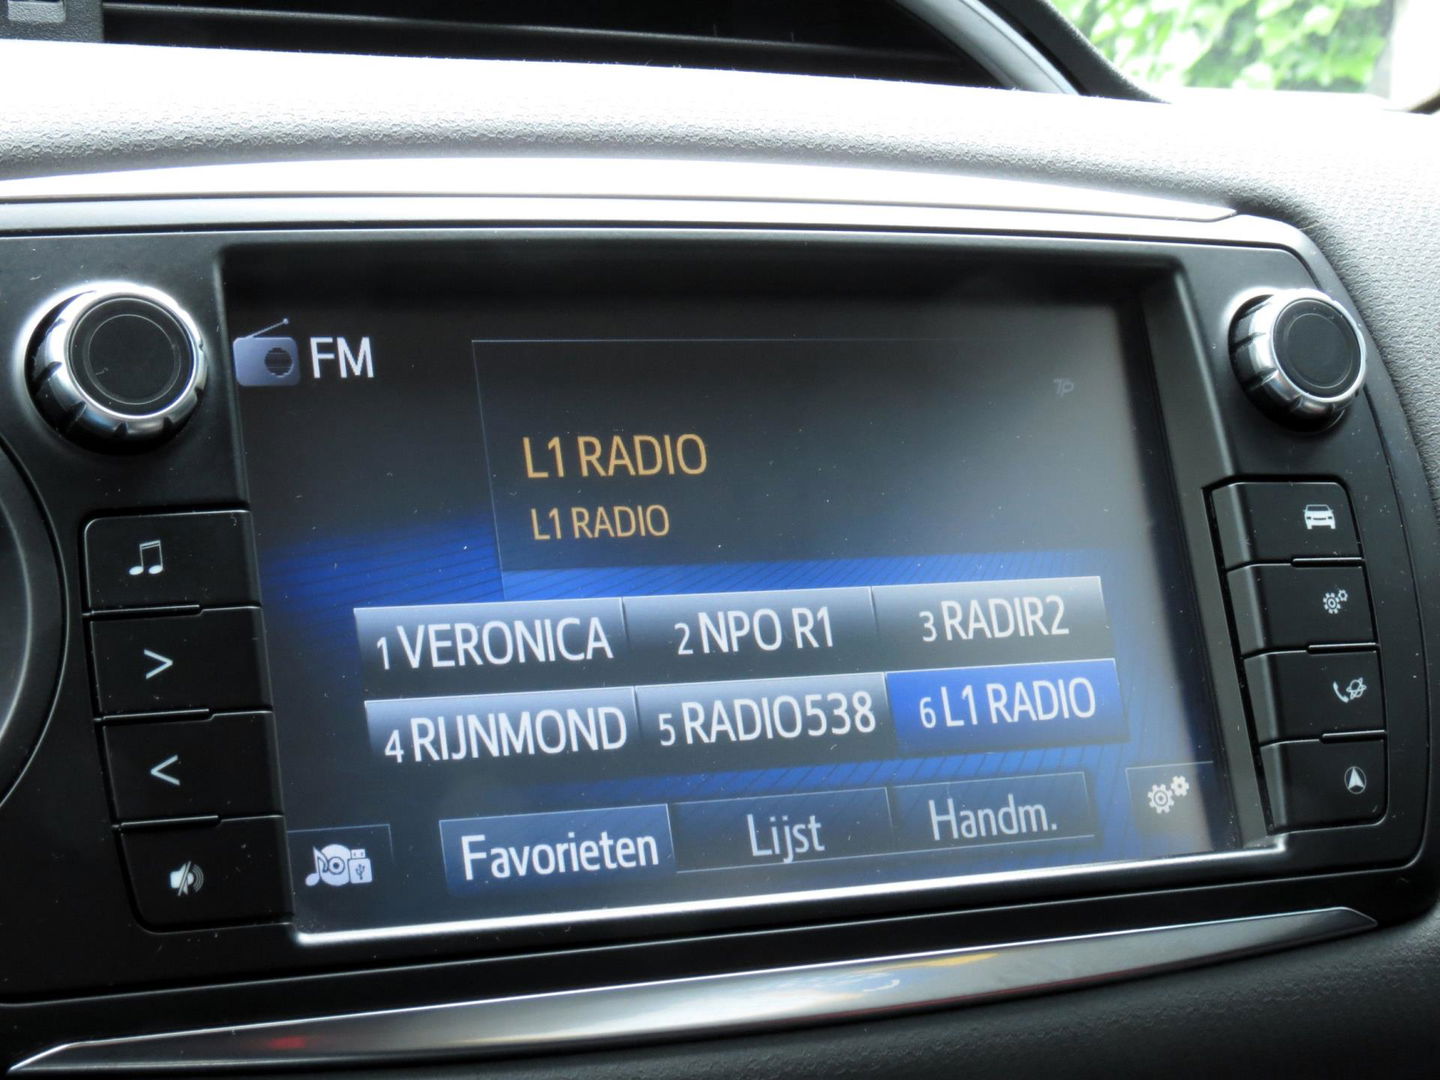 FM
TP
L1 RADIO
L1 RADIO
1 VERONICA 2 NPO R1 3 RADIR2
4 RIJNMOND 5 RADIO538 6 L1 RADIO
Favorieten Lijst Handm.